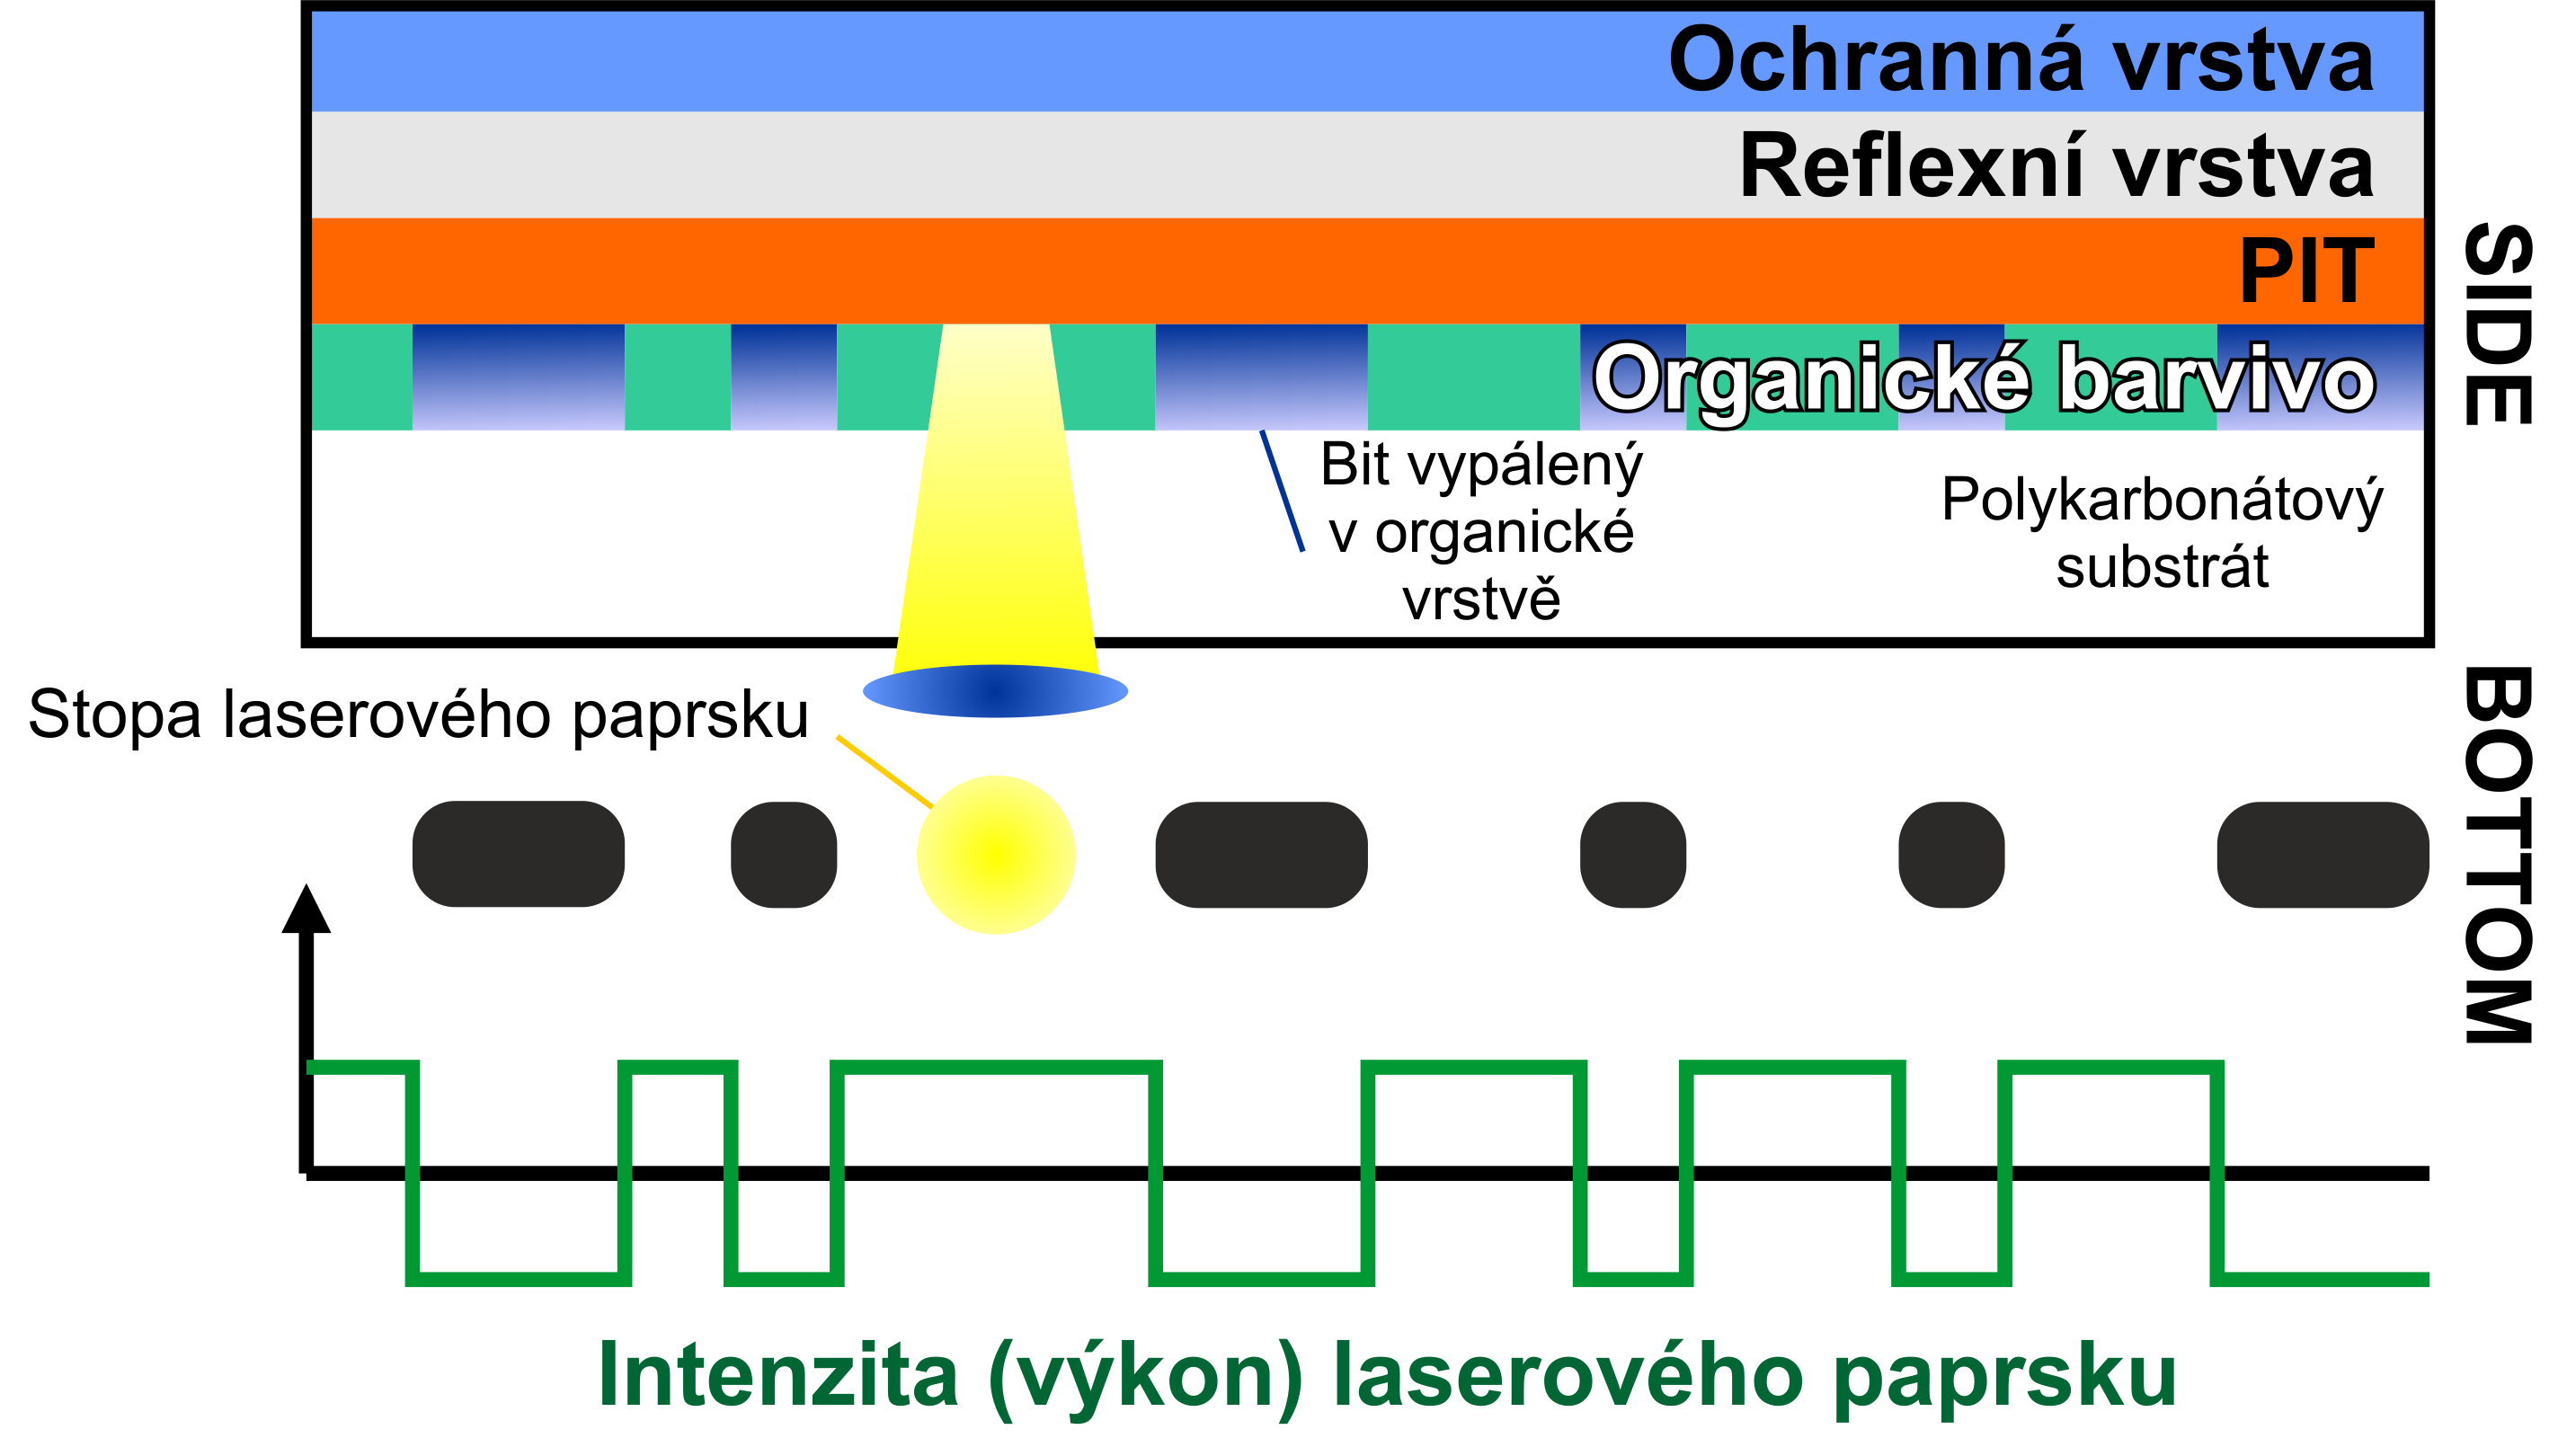 Ochranná vrstva
Reflexní vrstva
PIT
Organické barvivo
SIDE
Bit vypálený
v organické
vrstvě
Polykarbonátový
substrát
Stopa laserového paprsku
BOTTOM
Intenzita (výkon) laserového paprsku